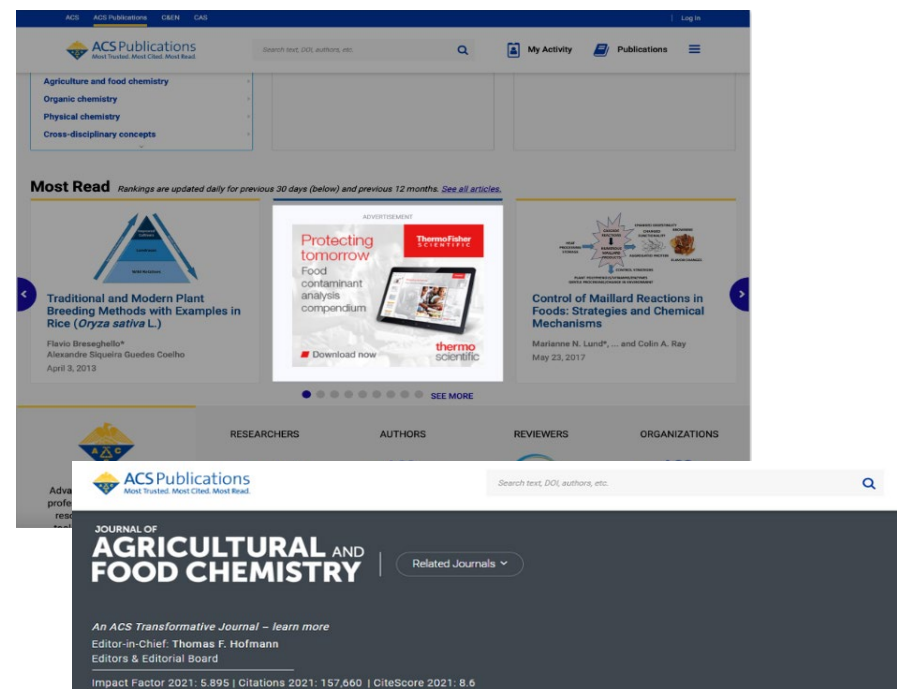 ACS ACS Publications C&EN CAS Log In
ACS Publications
Most Trusted. Most Cited. Most Read.
Search text, DOI, authors, etc.
My Activity
Publications
Agriculture and food chemistry
Organic chemistry
Physical chemistry
Cross-disciplinary concepts
Most Read Rankings are updated daily for previous 30 days (below) and previous 12 months. See all articles.
Traditional and Modern Plant
Breeding Methods with Examples in
Rice (Oryza sativa L.)
Flavio Breseghello*
Alexandre Siqueira Guedes Coelho
April 3, 2013
ADVERTISEMENT
Protecting
tomorrow
Food
contaminant
analysis
compendium
Download now
ThermoFisher
SCIENTIFIC
thermo
scientific
Control of Maillard Reactions in
Foods: Strategies and Chemical
Mechanisms
Marianne N. Lund*, ... and Colin A. Ray
May 23, 2017
SEE MORE
RESEARCHERS AUTHORS REVIEWERS ORGANIZATIONS
ACS Publications
Most Trusted. Most Cited. Most Read.
Search text, DOI, authors, etc.
JOURNAL OF
AGRICULTURAL AND
FOOD CHEMISTRY
Related Journals
An ACS Transformative Journal – learn more
Editor-in-Chief: Thomas F. Hofmann
Editors & Editorial Board
Impact Factor 2021: 5.895 | Citations 2021: 157,660 | CiteScore 2021: 8.6